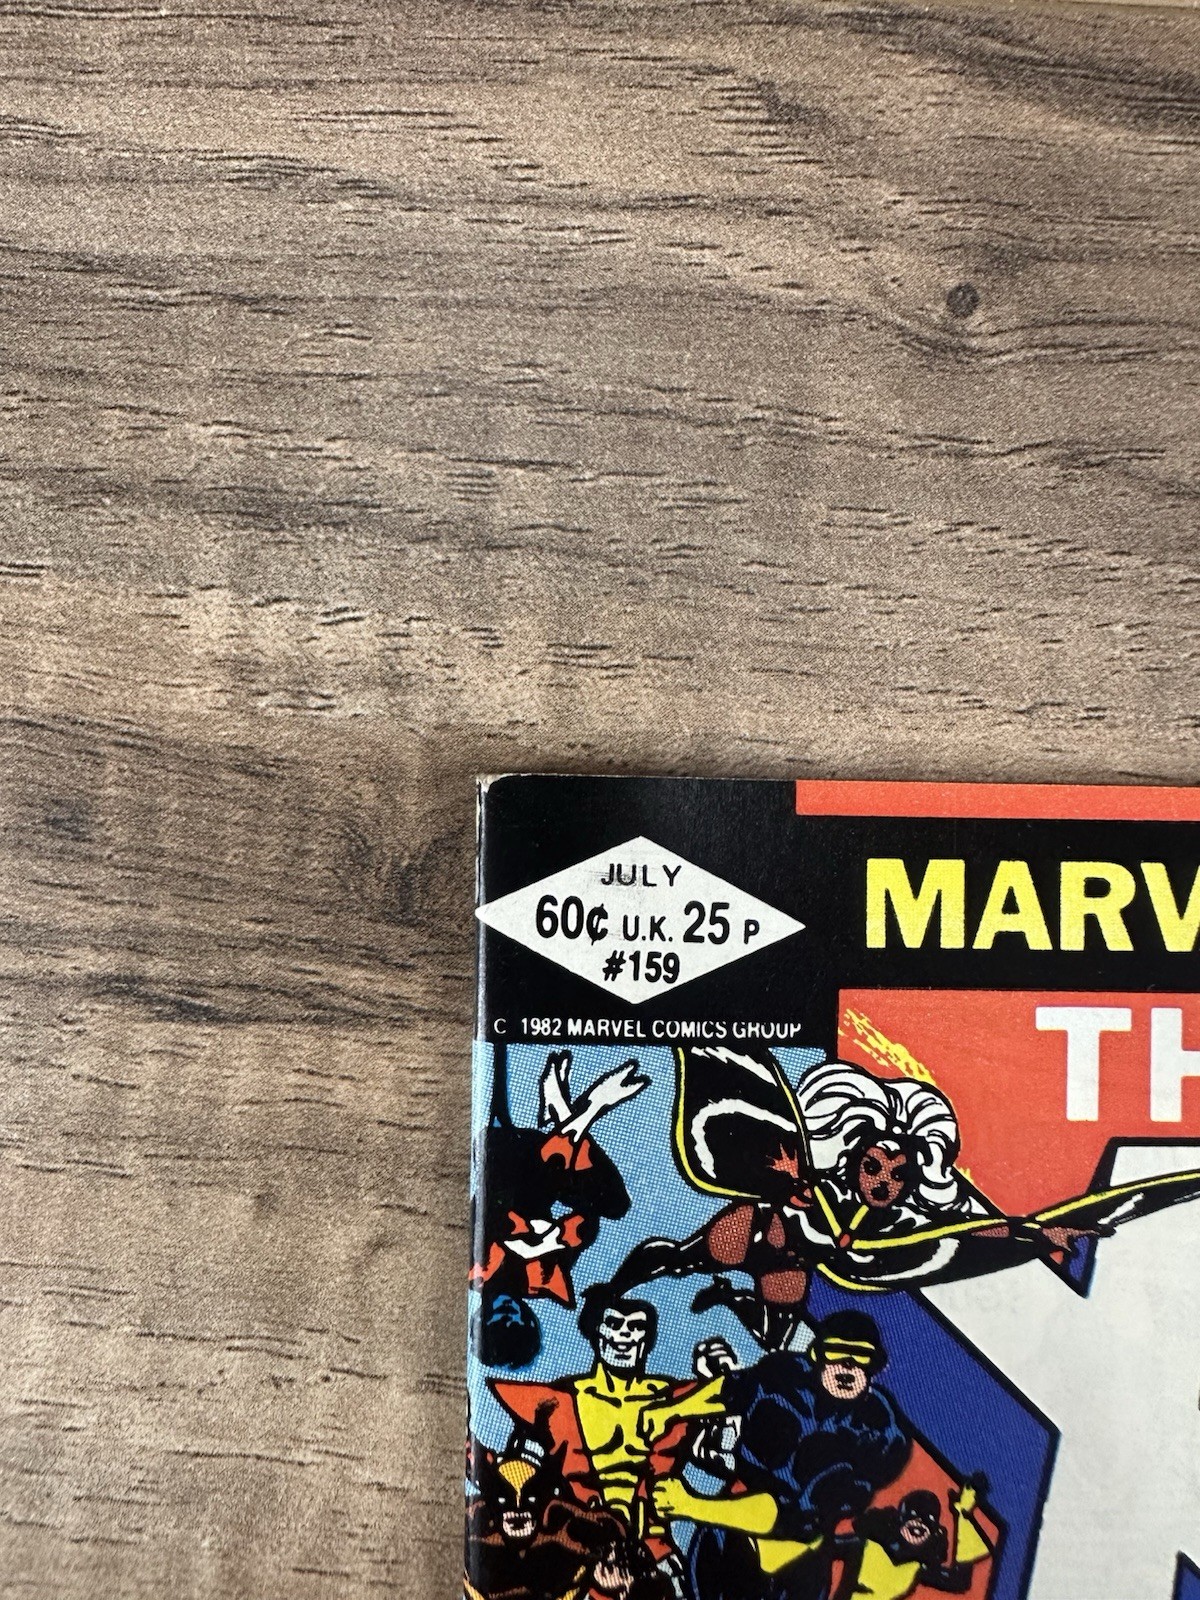 JULY
60¢ U.K. 25 P
#159
C 1982 MARVEL COMICS GROUP
MARV
TH